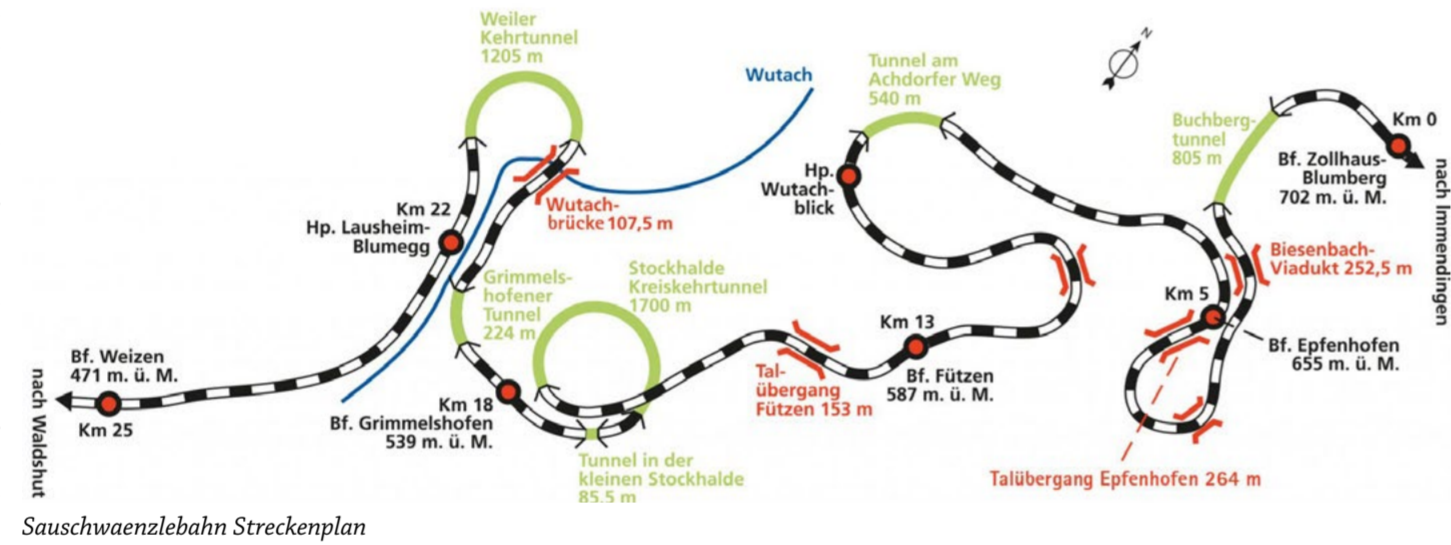 Weiler
Kehrtunnel
1205 m
Wutach
Tunnel am
Achdorfer Weg
540 m
N
Buchberg-
tunnel
805 m
Km 0
Bf. Zollhaus-
Blumberg
702 m. ü. M.
nach Immendingen
Hp.
Wutach-
blick
Km 22
Hp. Lausheim-
Blumegg
Wutach-
brücke 107,5 m
Biesenbach-
Viadukt 252,5 m
Grimmels-
hofener
Tunnel
224 m
Stockhalde
Kreiskehrtunnel
1700 m
Km 5
Km 13
Bf. Epfenhofen
655 m. ü. M.
Bf. Weizen
471 m. ü. M.
Km 25
nach Waldshut
Tal-
übergang
Fützen 153 m
Bf. Fützen
587 m. ü. M.
Km 18
Bf. Grimmelshofen
539 m. ü. M.
Tunnel in der
kleinen Stockhalde
85,5 m
Talübergang Epfenhofen 264 m
Sauschwaenzlebahn Streckenplan